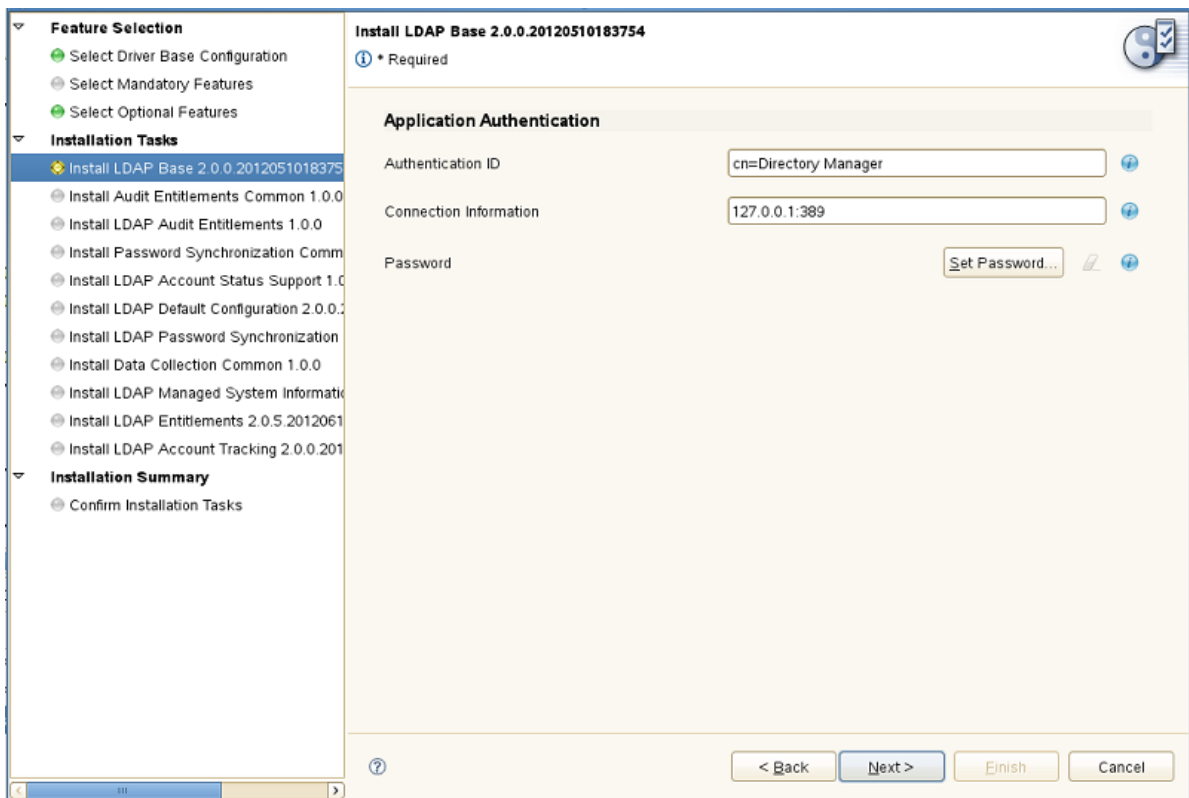 Feature Selection
Select Driver Base Configuration
Select Mandatory Features
Select Optional Features
Installation Tasks
Install LDAP Base 2.0.0.2012051018375
Install Audit Entitlements Common 1.0.0
Install LDAP Audit Entitlements 1.0.0
Install Password Synchronization Comm
Install LDAP Account Status Support 1.0
Install LDAP Default Configuration 2.0.0.2
Install LDAP Password Synchronization
Install Data Collection Common 1.0.0
Install LDAP Managed System Informatio
Install LDAP Entitlements 2.0.5.2012061
Install LDAP Account Tracking 2.0.0.201
Installation Summary
Confirm Installation Tasks
Install LDAP Base 2.0.0.20120510183754
* Required
Application Authentication
Authentication ID cn=Directory Manager
Connection Information 127.0.0.1:389
Password Set Password...
< Back Next > Finish Cancel